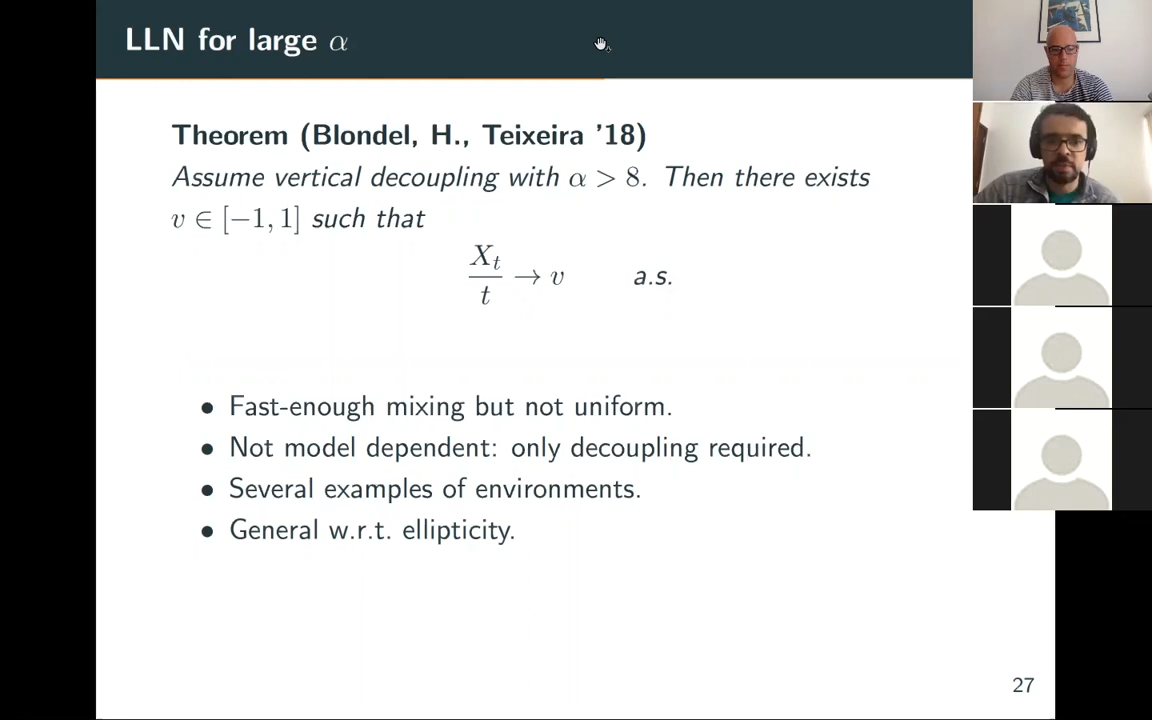 LLN for large α
Theorem (Blondel, H., Teixeira '18)
Assume vertical decoupling with α > 8. Then there exists
v ∈ [−1, 1] such that
X_t / t → v a.s.
• Fast-enough mixing but not uniform.
• Not model dependent: only decoupling required.
• Several examples of environments.
• General w.r.t. ellipticity.
27